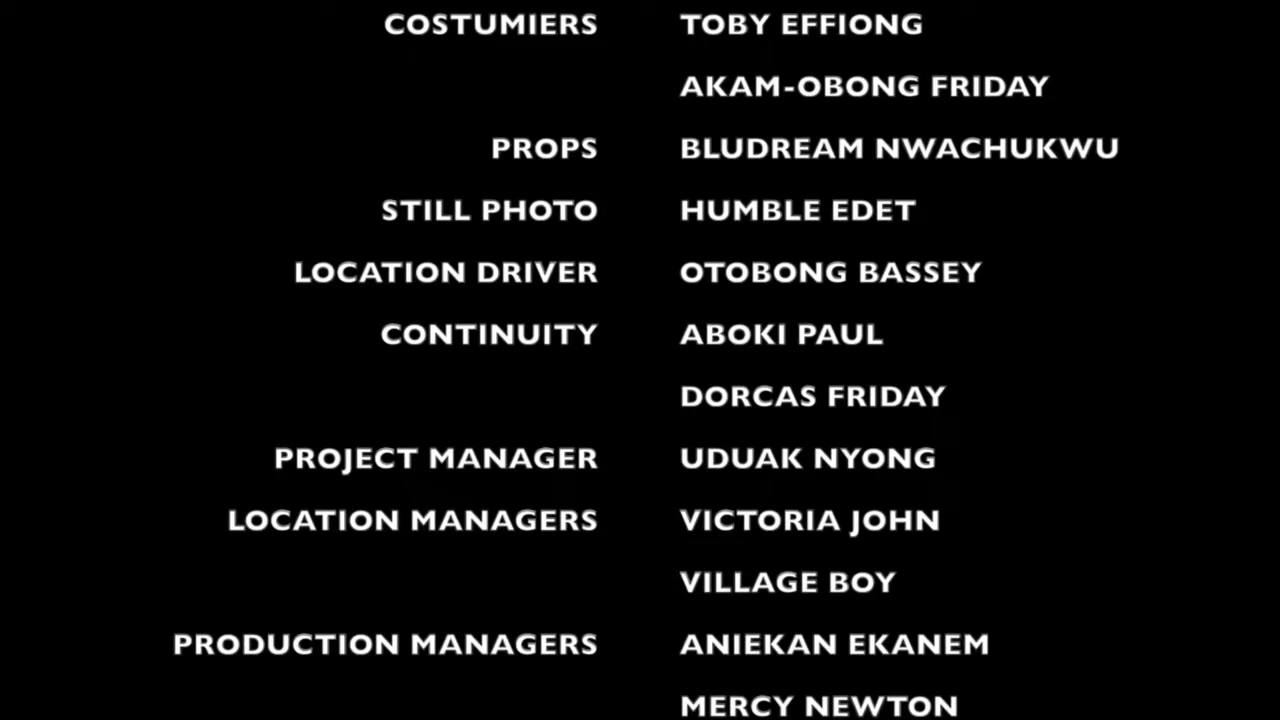 COSTUMIERS TOBY EFFIONG
AKAM-OBONG FRIDAY
PROPS BLUDREAM NWACHUKWU
STILL PHOTO HUMBLE EDET
LOCATION DRIVER OTOBONG BASSEY
CONTINUITY ABOKI PAUL
DORCAS FRIDAY
PROJECT MANAGER UDUAK NYONG
LOCATION MANAGERS VICTORIA JOHN
VILLAGE BOY
PRODUCTION MANAGERS ANIEKAN EKANEM
MERCY NEWTON